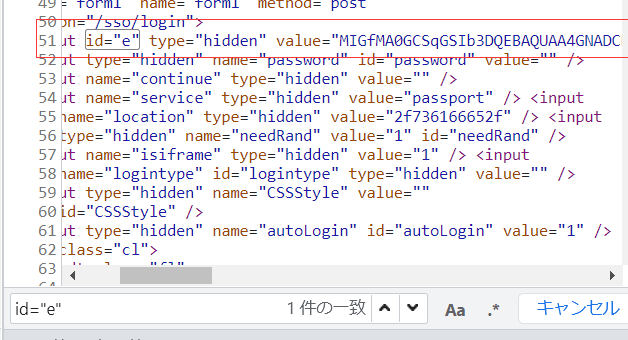 49 = form1" name= form1 method= post
50 on="/sso/login">
51 ut id="e" type="hidden" value="MIGfMA0GCSqGSIb3DQEBAQUAA4GNADC
52 ut type="hidden" name="password" id="password" value="" />
53 ut name="continue" type="hidden" value="" />
54 ut name="service" type="hidden" value="passport" /> <input
55 name="location" type="hidden" value="2f736166652f" /> <input
56 type="hidden" name="needRand" value="1" id="needRand" />
57 ut name="isiframe" type="hidden" value="1" /> <input
58 name="logintype" id="logintype" type="hidden" value="" />
59 ut type="hidden" name="CSSStyle" value=""
60 id="CSSStyle" />
61 ut type="hidden" name="autoLogin" id="autoLogin" value="1" />
62 class="cl">
63
64
id="e" 1 件の一致 Aa .* キャンセル